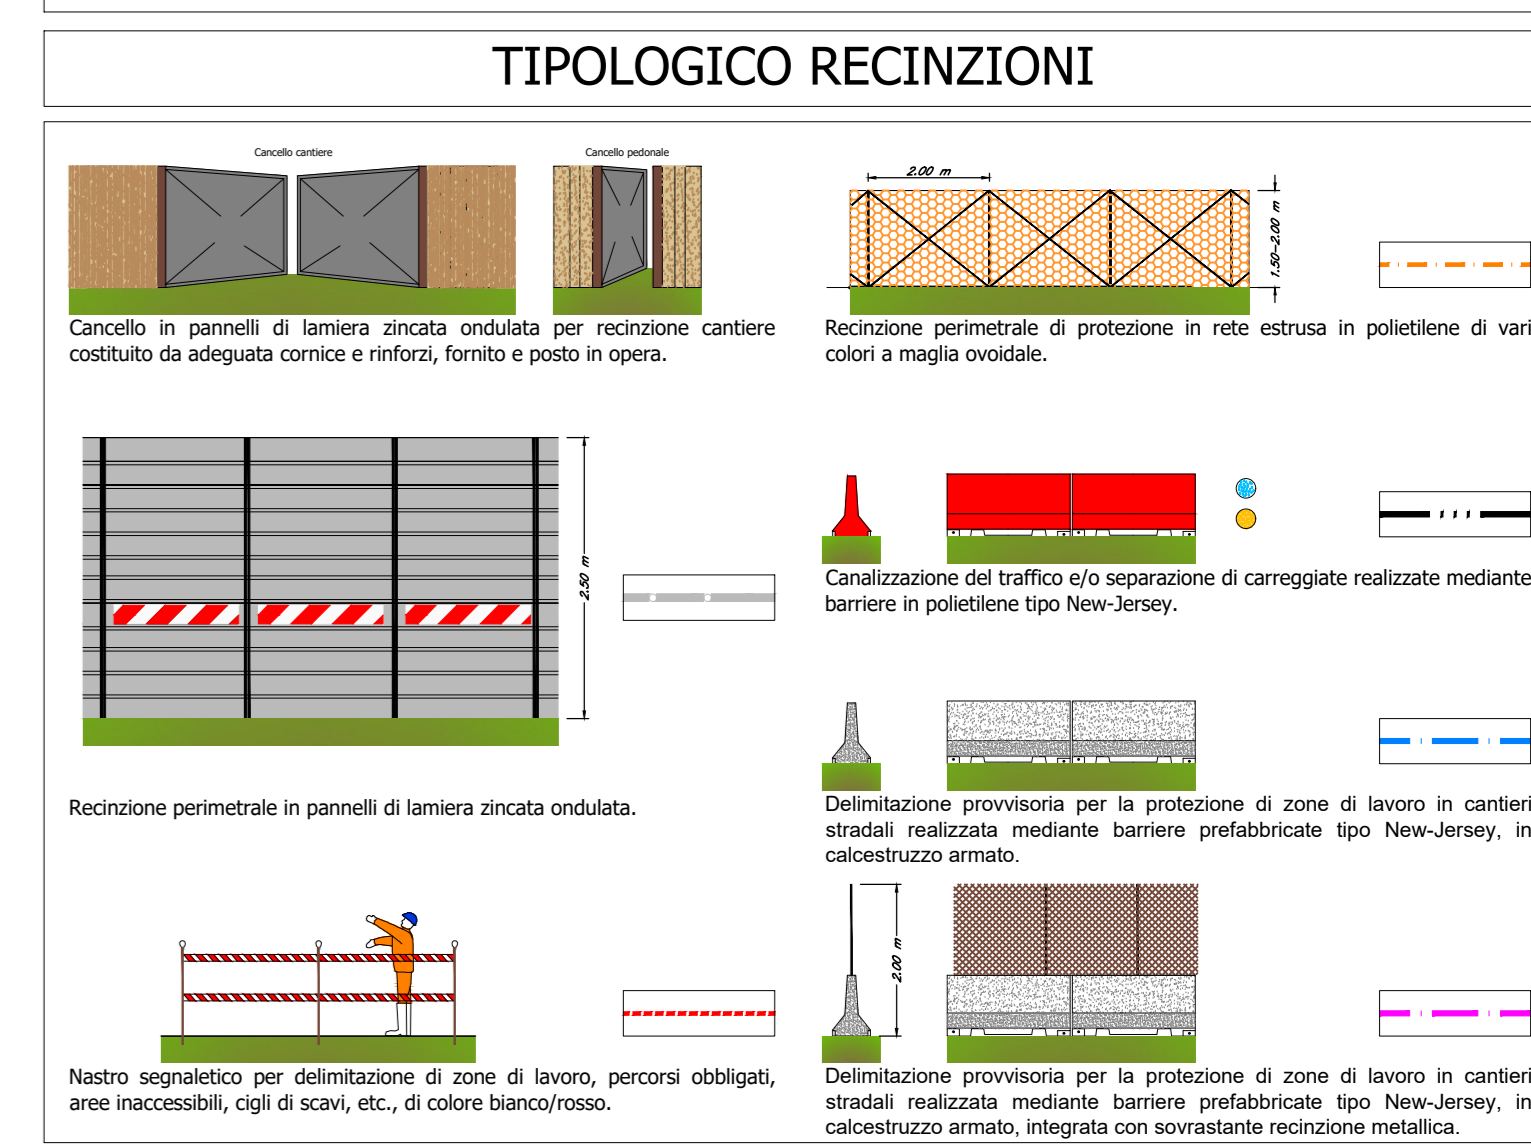 TIPOLOGICO RECINZIONI
Cancello cantiere
Cancello pedonale
Cancello in pannelli di lamiera zincata ondulata per recinzione cantiere
costituito da adeguata cornice e rinforzi, fornito e posto in opera.
2.00 m
1.50-2.00 m
Recinzione perimetrale di protezione in rete estrusa in polietilene di vari
colori a maglia ovoidale.
2.50 m
Recinzione perimetrale in pannelli di lamiera zincata ondulata.
Canalizzazione del traffico e/o separazione di carreggiate realizzate mediante
barriere in polietilene tipo New-Jersey.
Delimitazione provvisoria per la protezione di zone di lavoro in cantieri
stradali realizzata mediante barriere prefabbricate tipo New-Jersey, in
calcestruzzo armato.
Nastro segnaletico per delimitazione di zone di lavoro, percorsi obbligati,
aree inaccessibili, cigli di scavi, etc., di colore bianco/rosso.
2.00 m
Delimitazione provvisoria per la protezione di zone di lavoro in cantieri
stradali realizzata mediante barriere prefabbricate tipo New-Jersey, in
calcestruzzo armato, integrata con sovrastante recinzione metallica.